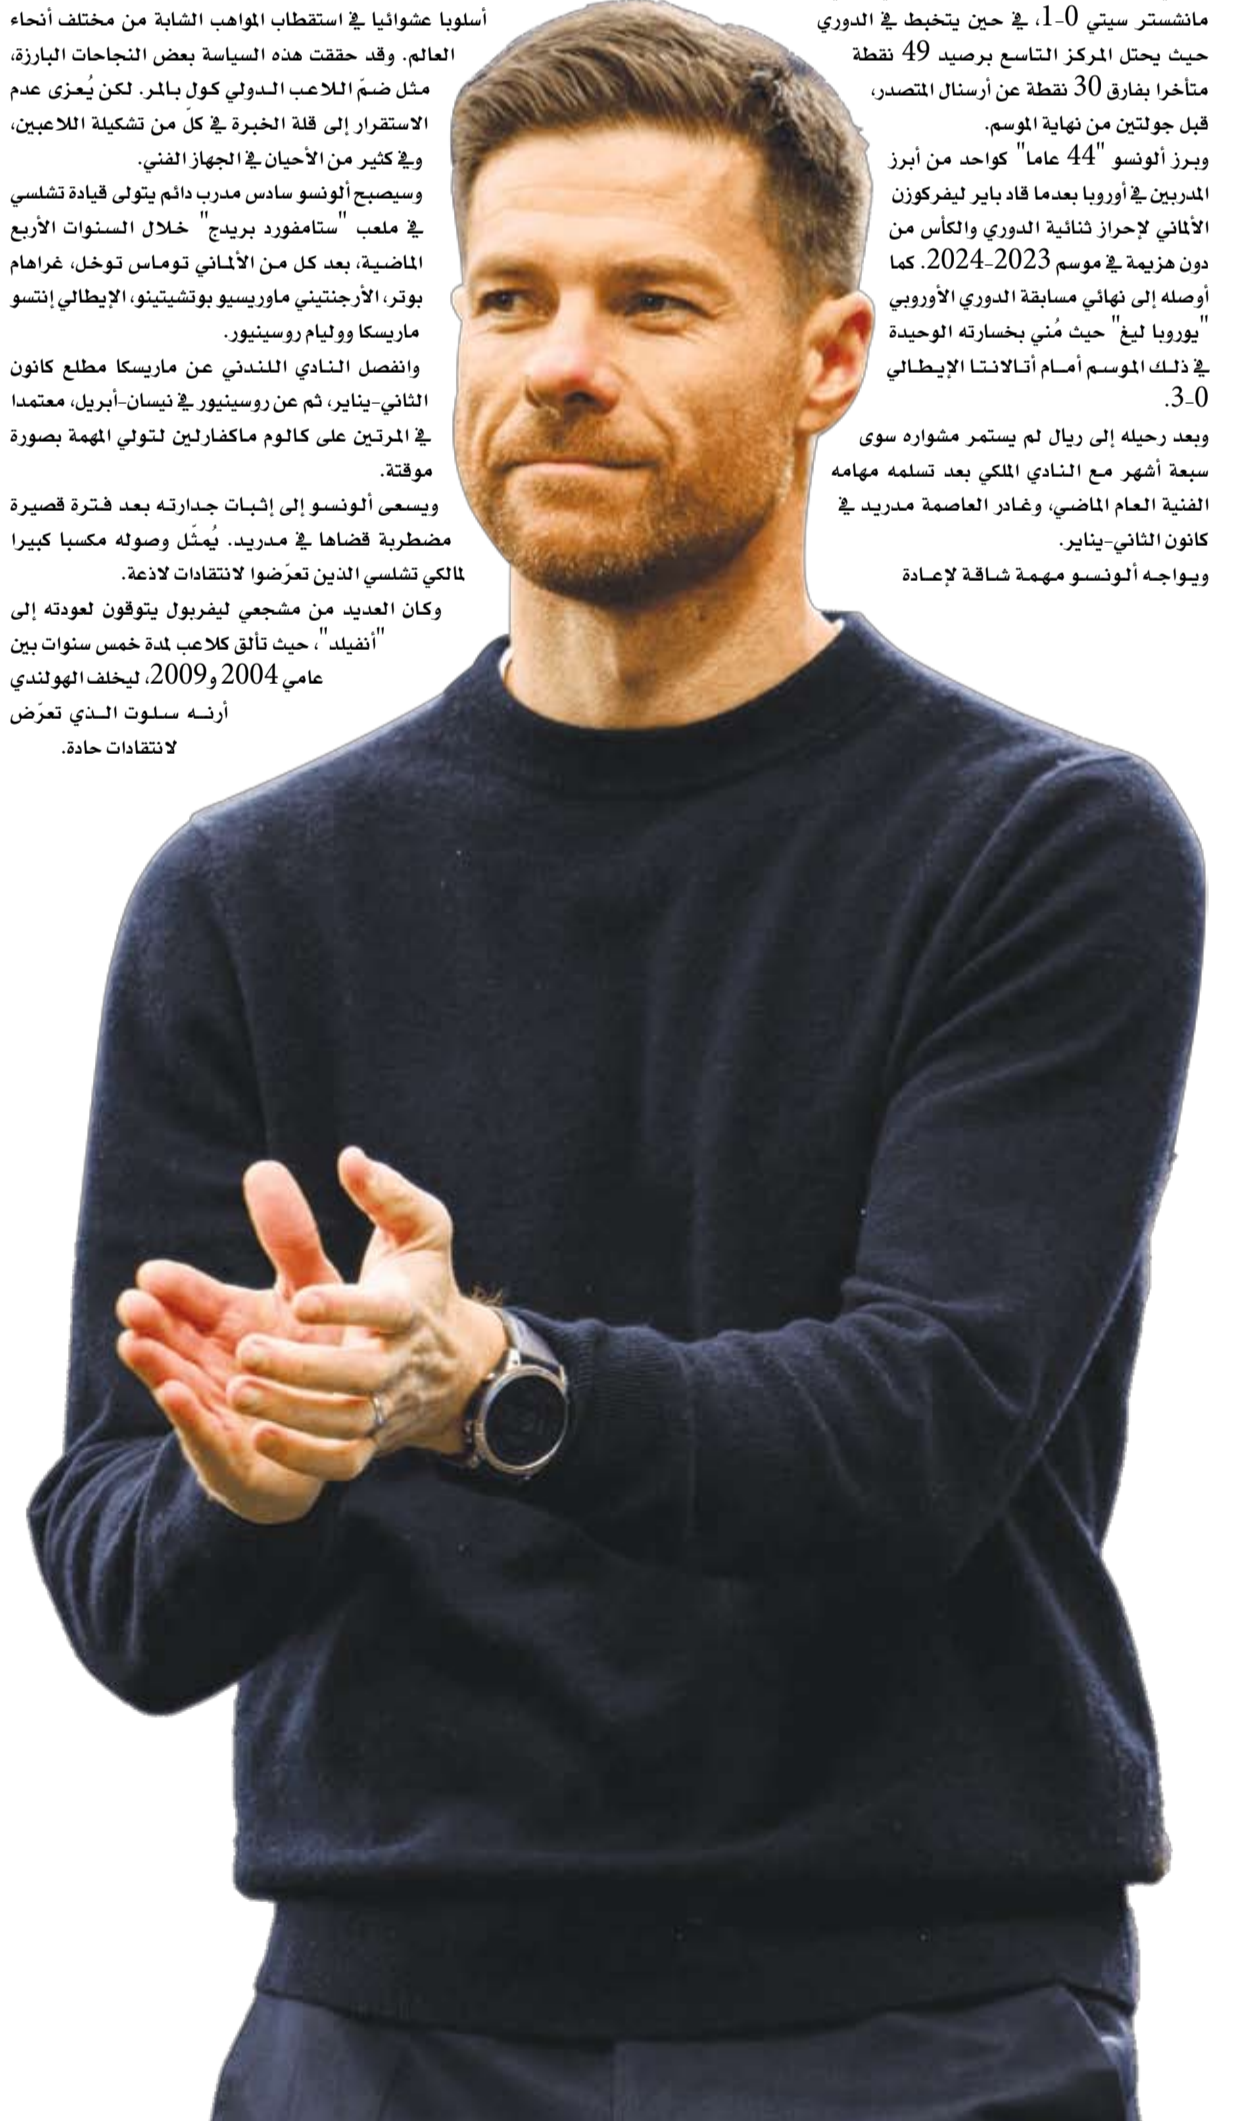 مانشستر سيتي 0-1، في حين يتخبط في الدوري
حيث يحتل المركز التاسع برصيد 49 نقطة
متأخرا بفارق 30 نقطة عن أرسنال المتصدر،
قبل جولتين من نهاية الموسم.
وبرز ألونسو "44 عاما" كواحد من أبرز
المدربين في أوروبا بعدما قاد باير ليفركوزن
الألماني لإحراز ثنائية الدوري والكأس من
دون هزيمة في موسم 2023-2024. كما
أوصله إلى نهائي مسابقة الدوري الأوروبي
"يوروبا ليغ" حيث مُني بخسارته الوحيدة
في ذلك الموسم أمام أتالانتا الإيطالي
0-3.
وبعد رحيله إلى ريال لم يستمر مشواره سوى
سبعة أشهر مع النادي الملكي بعد تسلمه مهامه
الفنية العام الماضي، وغادر العاصمة مدريد في
كانون الثاني-يناير.
ويواجه ألونسو مهمة شاقة لإعادة
أسلوبا عشوائيا في استقطاب المواهب الشابة من مختلف أنحاء
العالم. وقد حققت هذه السياسة بعض النجاحات البارزة،
مثل ضمّ اللاعب الدولي كول بالمر. لكن يُعزى عدم
الاستقرار إلى قلة الخبرة في كلّ من تشكيلة اللاعبين،
وفي كثير من الأحيان في الجهاز الفني.
وسيصبح ألونسو سادس مدرب دائم يتولى قيادة تشلسي
في ملعب "ستامفورد بريدج" خلال السنوات الأربع
الماضية، بعد كل من الألماني توماس توخل، غراهام
بوتر، الأرجنتيني ماوريسيو بوتشيتينو، الإيطالي إنتسو
ماريسكا ووليام روسينيور.
وانفصل النادي اللندني عن ماريسكا مطلع كانون
الثاني-يناير، ثم عن روسينيور في نيسان-أبريل، معتمدا
في المرتين على كالوم ماكفارلين لتولي المهمة بصورة
موقتة.
ويسعى ألونسو إلى إثبات جدارته بعد فترة قصيرة
مضطربة قضاها في مدريد. يُمثّل وصوله مكسبا كبيرا
لمالكي تشلسي الذين تعرّضوا لانتقادات لاذعة.
وكان العديد من مشجعي ليفربول يتوقون لعودته إلى
"أنفيلد"، حيث تألق كلاعب لمدة خمس سنوات بين
عامي 2004 و2009، ليخلف الهولندي
أرنه سلوت الذي تعرّض
لانتقادات حادة.